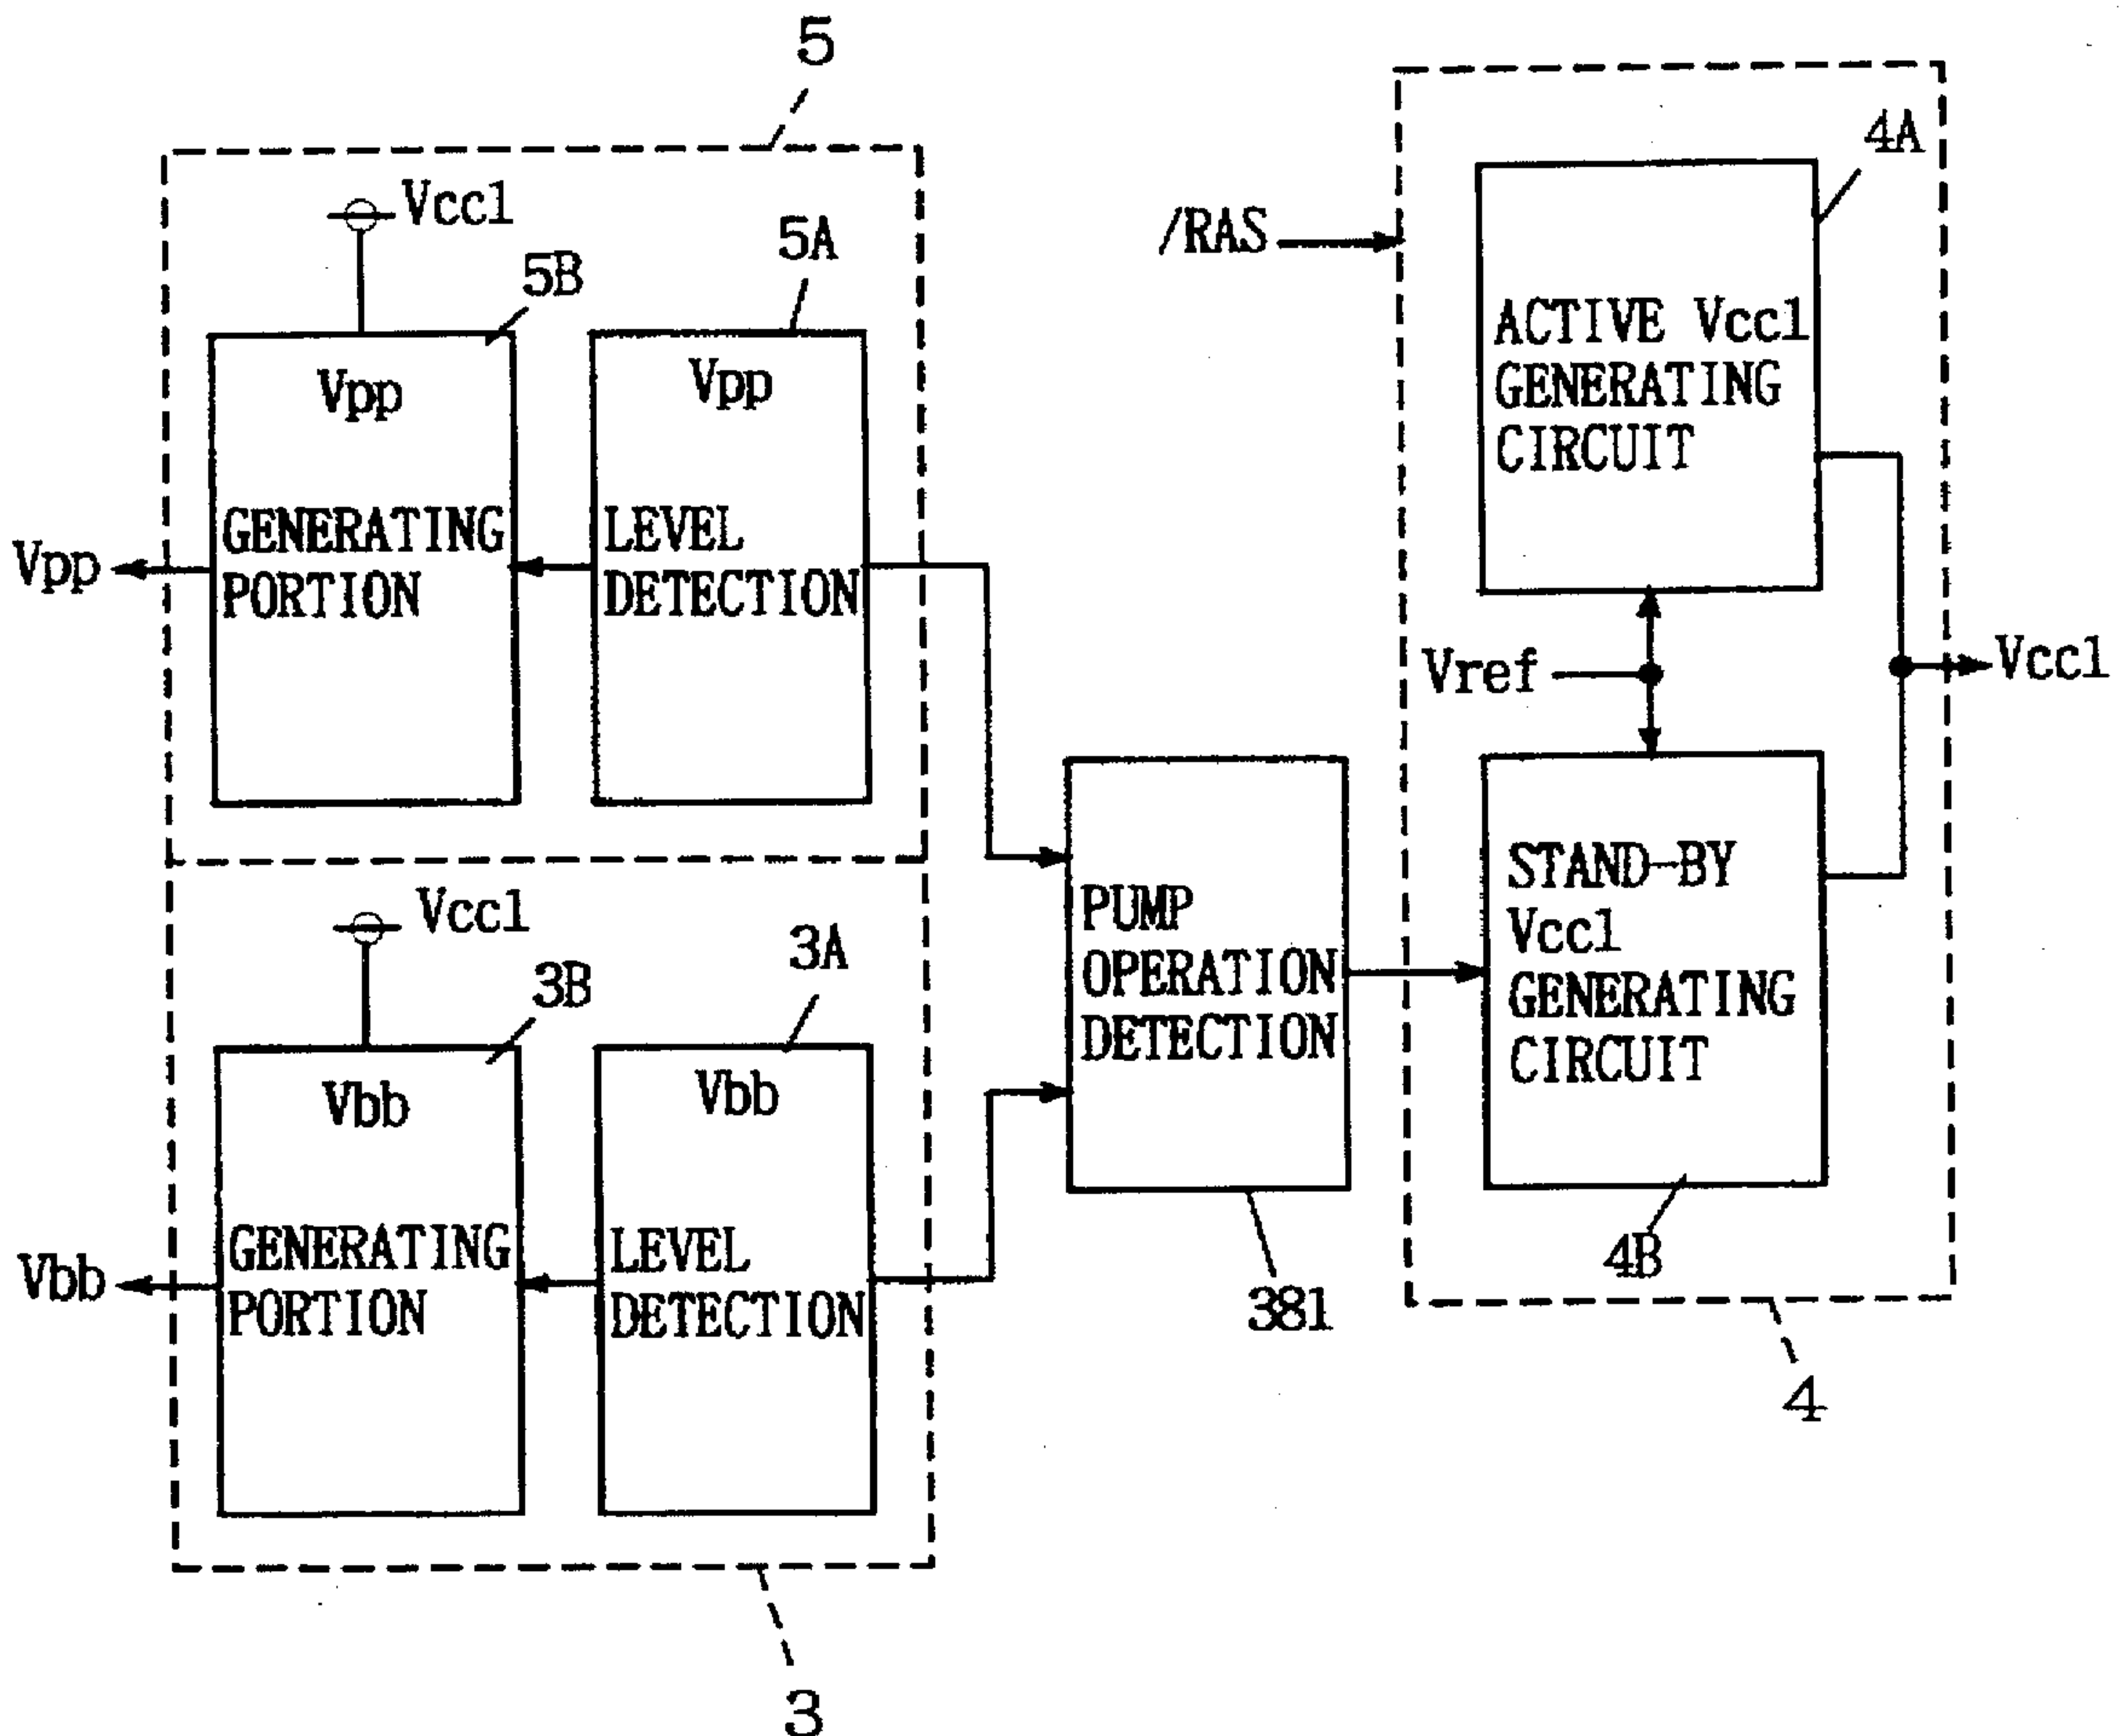 5
Vcc1
5B
5A
Vpp
GENERATING
PORTION
Vpp
LEVEL
DETECTION
Vpp
Vcc1
3B
3A
Vbb
GENERATING
PORTION
Vbb
LEVEL
DETECTION
Vbb
3
PUMP
OPERATION
DETECTION
381
/RAS
4A
ACTIVE Vcc1
GENERATING
CIRCUIT
Vref
Vcc1
STAND-BY
Vcc1
GENERATING
CIRCUIT
4B
4